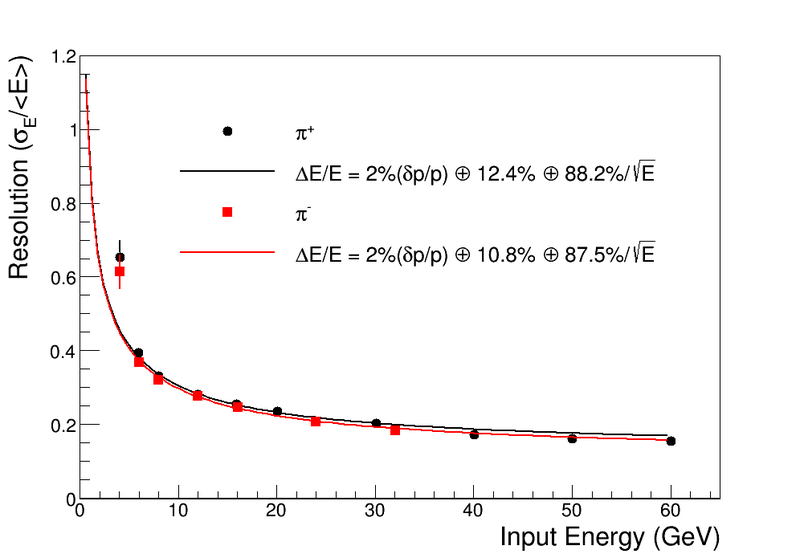 Resolution (σE/<E>)
1.2
1
0.8
0.6
0.4
0.2
0
π+
ΔE/E = 2%(δp/p) ⊕ 12.4% ⊕ 88.2%/√E
π-
ΔE/E = 2%(δp/p) ⊕ 10.8% ⊕ 87.5%/√E
0 10 20 30 40 50 60
Input Energy (GeV)